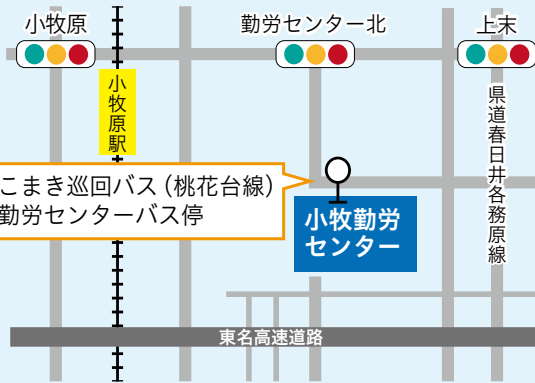 小牧原
勤労センター北
上末
小牧原駅
県道春日井各務原線
こまき巡回バス(桃花台線)
勤労センターバス停
小牧勤労
センター
東名高速道路